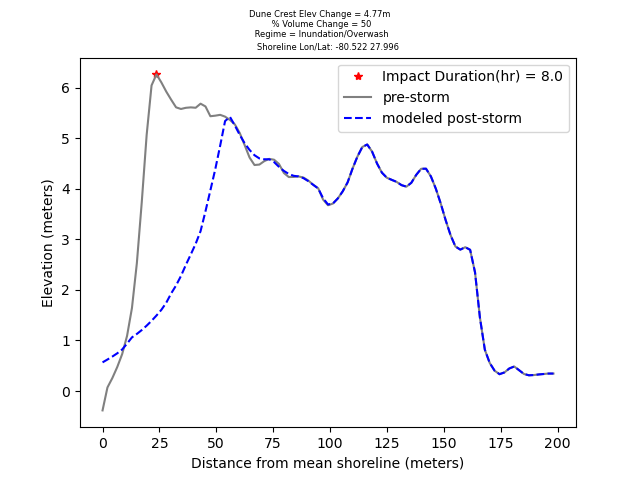 Dune Crest Elev Change = 4.77m
% Volume Change = 50
Regime = Inundation/Overwash
Shoreline Lon/Lat: -80.522 27.996
Impact Duration(hr) = 8.0
pre-storm
modeled post-storm
Elevation (meters)
6
5
4
3
2
1
0
0
25
50
75
100
125
150
175
200
Distance from mean shoreline (meters)